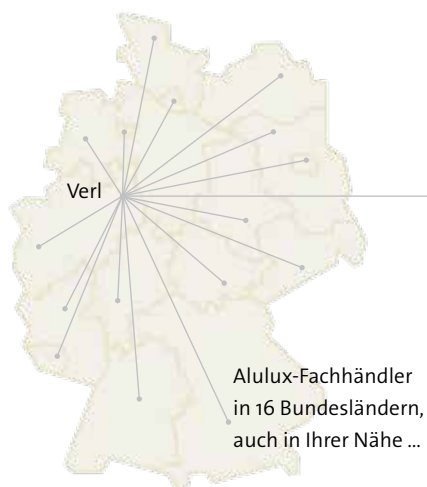 Verl
Alulux-Fachhändler
in 16 Bundesländern,
auch in Ihrer Nähe ...